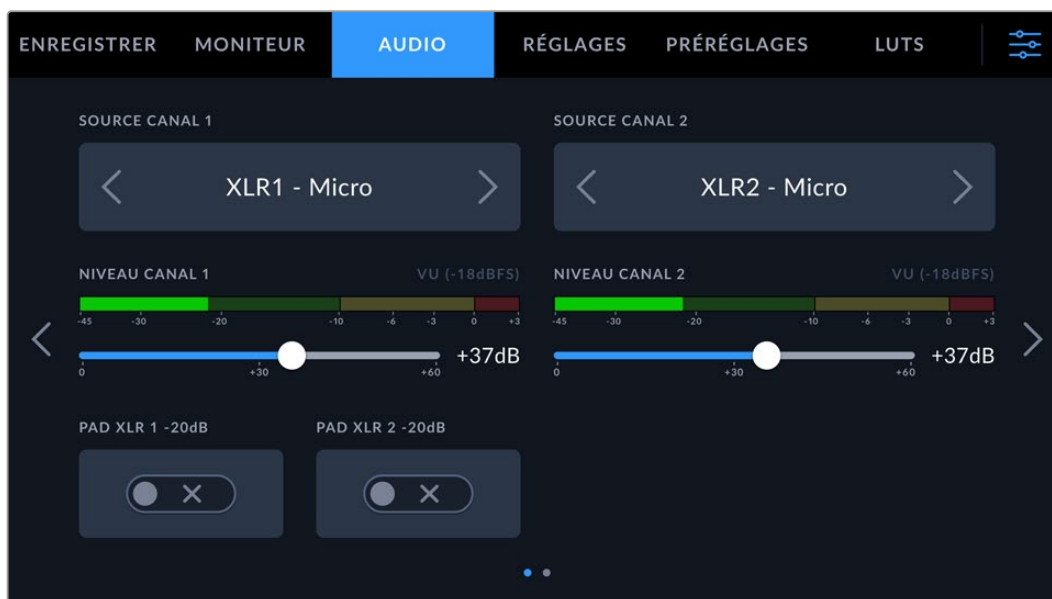 ENREGISTRER MONITEUR AUDIO RÉGLAGES PRÉRÉGLAGES LUTS
SOURCE CANAL 1 SOURCE CANAL 2
XLR1 - Micro XLR2 - Micro
NIVEAU CANAL 1 VU (-18dBFS) NIVEAU CANAL 2 VU (-18dBFS)
-45 -30 -20 -10 -6 -3 0 +3 -45 -30 -20 -10 -6 -3 0 +3
+37dB +37dB
0 +30 +60 0 +30 +60
PAD XLR 1 -20dB PAD XLR 2 -20dB